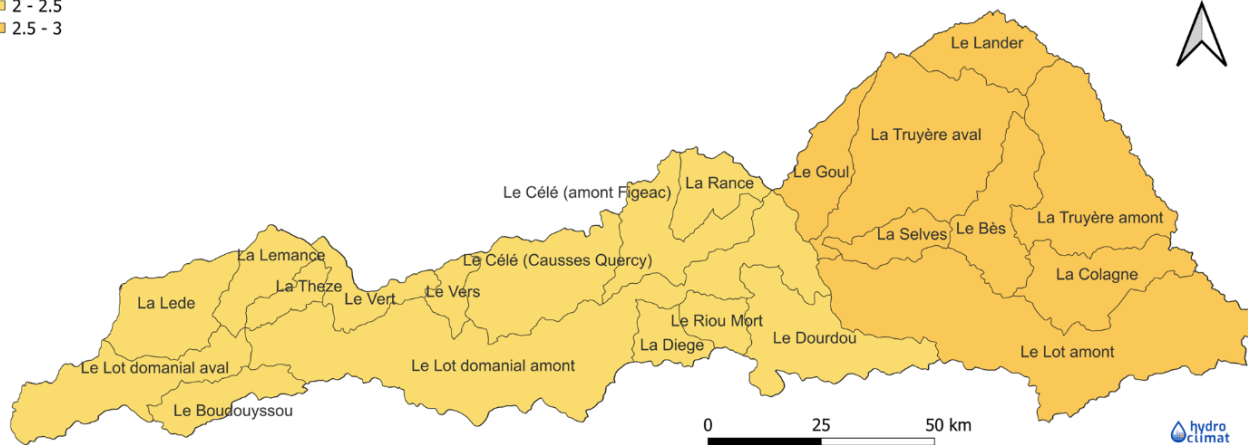 2 - 2.5
2.5 - 3
Le Lander
La Truyère aval
Le Goul
La Rance
Le Célé (amont Figeac)
La Truyère amont
Le Bès
La Selves
La Lemance
Le Célé (Causses Quercy)
La Colagne
La Theze
Le Vers
Le Vert
La Lede
Le Riou Mort
Le Dourdou
La Diege
Le Lot amont
Le Lot domanial aval
Le Lot domanial amont
Le Boudouyssou
0 25 50 km
hydro
climat